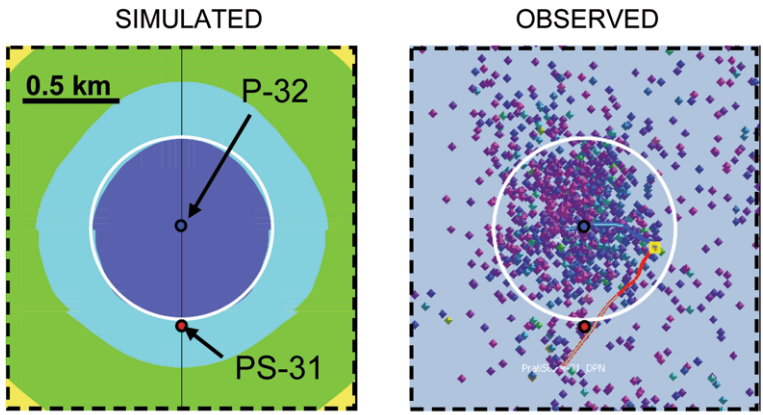 SIMULATED
OBSERVED
0.5 km
P-32
PS-31